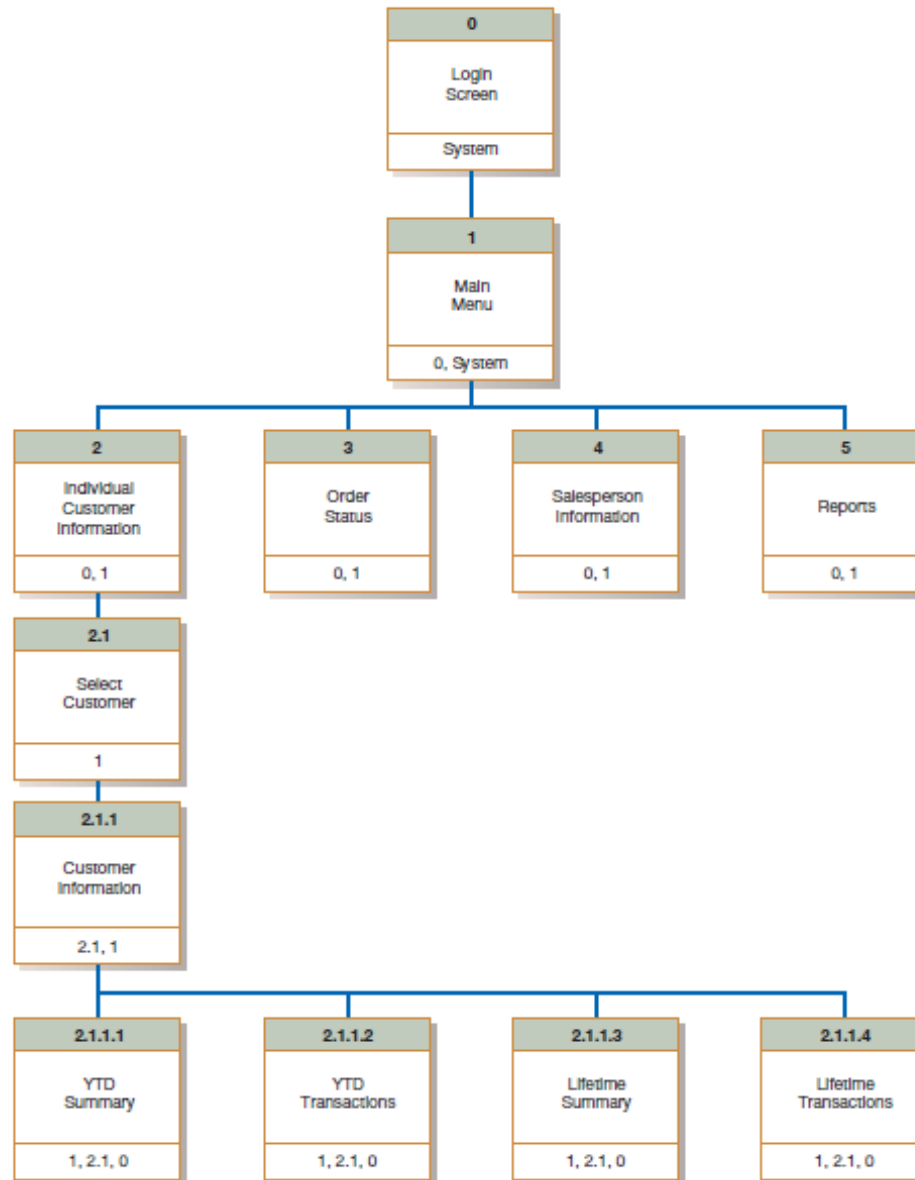 0
Login
Screen
System
1
Main
Menu
0, System
2
Individual
Customer
Information
0, 1
3
Order
Status
0, 1
4
Salesperson
Information
0, 1
5
Reports
0, 1
2.1
Select
Customer
1
2.1.1
Customer
Information
2.1, 1
2.1.1.1
YTD
Summary
1, 2.1, 0
2.1.1.2
YTD
Transactions
1, 2.1, 0
2.1.1.3
Lifetime
Summary
1, 2.1, 0
2.1.1.4
Lifetime
Transactions
1, 2.1, 0